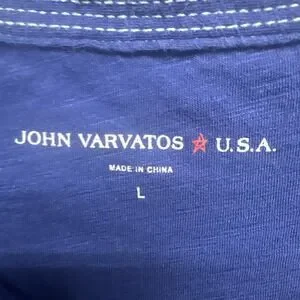 JOHN VARVATOS ☆ U.S.A.
MADE IN CHINA
L